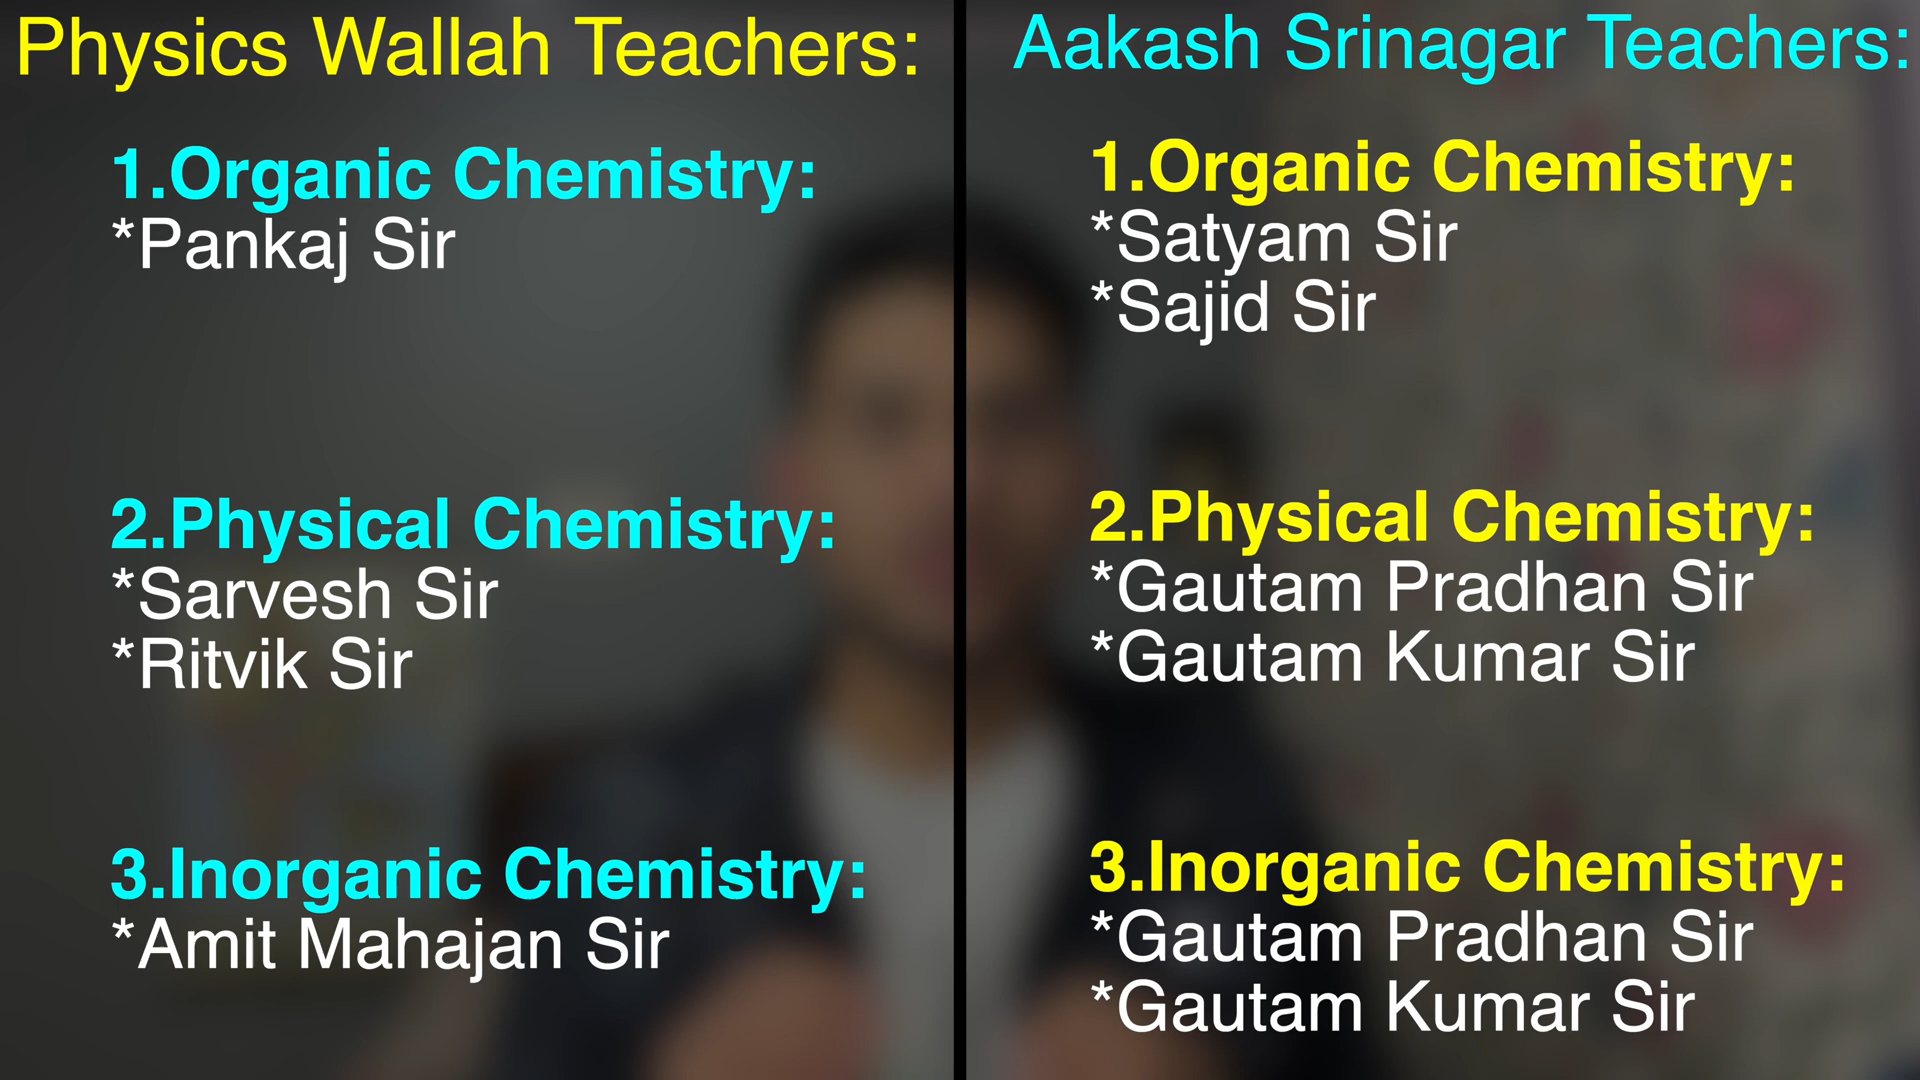 Physics Wallah Teachers:
1.Organic Chemistry:
*Pankaj Sir
2.Physical Chemistry:
*Sarvesh Sir
*Ritvik Sir
3.Inorganic Chemistry:
*Amit Mahajan Sir
Aakash Srinagar Teachers:
1.Organic Chemistry:
*Satyam Sir
*Sajid Sir
2.Physical Chemistry:
*Gautam Pradhan Sir
*Gautam Kumar Sir
3.Inorganic Chemistry:
*Gautam Pradhan Sir
*Gautam Kumar Sir